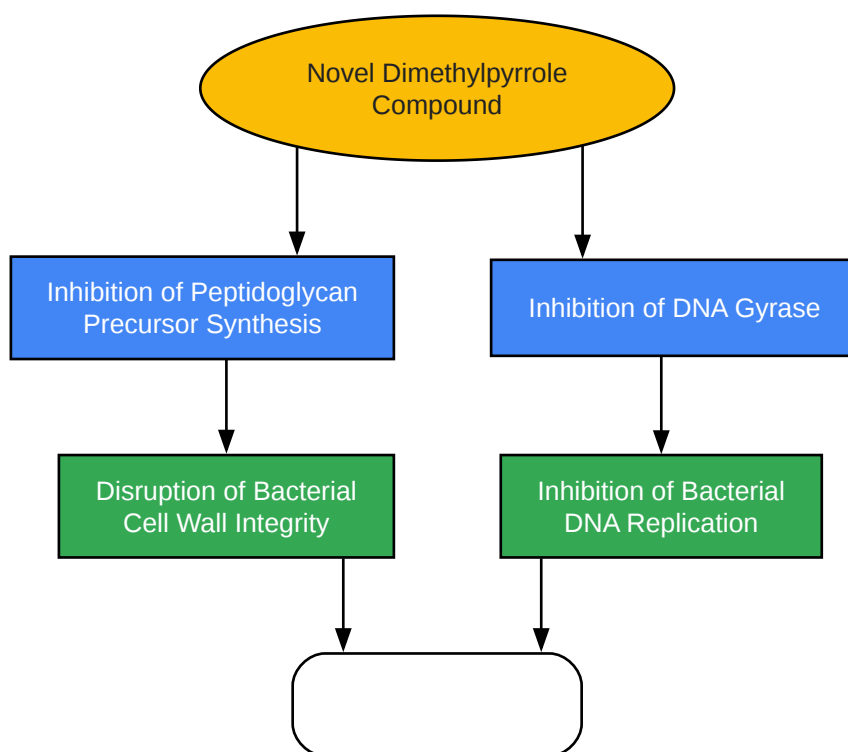 Novel Dimethylpyrrole
Compound
Inhibition of Peptidoglycan
Precursor Synthesis
Inhibition of DNA Gyrase
Disruption of Bacterial
Cell Wall Integrity
Inhibition of Bacterial
DNA Replication